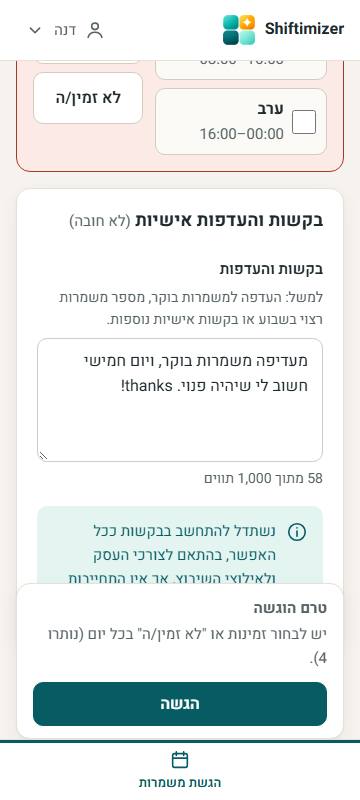 Shiftimizer
דנה
לא זמין/ה
ערב
16:00–00:00
בקשות והעדפות אישיות (לא חובה)
בקשות והעדפות
למשל: העדפה למשמרות בוקר, מספר משמרות
רצוי בשבוע או בקשות אישיות נוספות.
מעדיפה משמרות בוקר, ויום חמישי
חשוב לי שיהיה פנוי. thanks!
58 מתוך 1,000 תווים
נשתדל להתחשב בבקשות ככל
האפשר, בהתאם לצורכי העסק
ולאילוצי השיבוץ, אך אין התחייבות
טרם הוגשה
יש לבחור זמינות או "לא זמין/ה" בכל יום (נותרו
4).
הגשה
הגשת משמרות